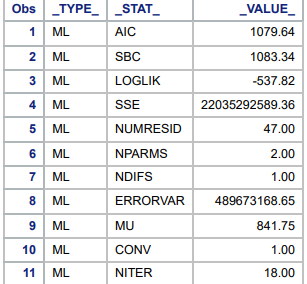 Obs _TYPE_ _STAT_ _VALUE_
1 ML AIC 1079.64
2 ML SBC 1083.34
3 ML LOGLIK -537.82
4 ML SSE 22035292589.36
5 ML NUMRESID 47.00
6 ML NPARMS 2.00
7 ML NDIFS 1.00
8 ML ERRORVAR 489673168.65
9 ML MU 841.75
10 ML CONV 1.00
11 ML NITER 18.00